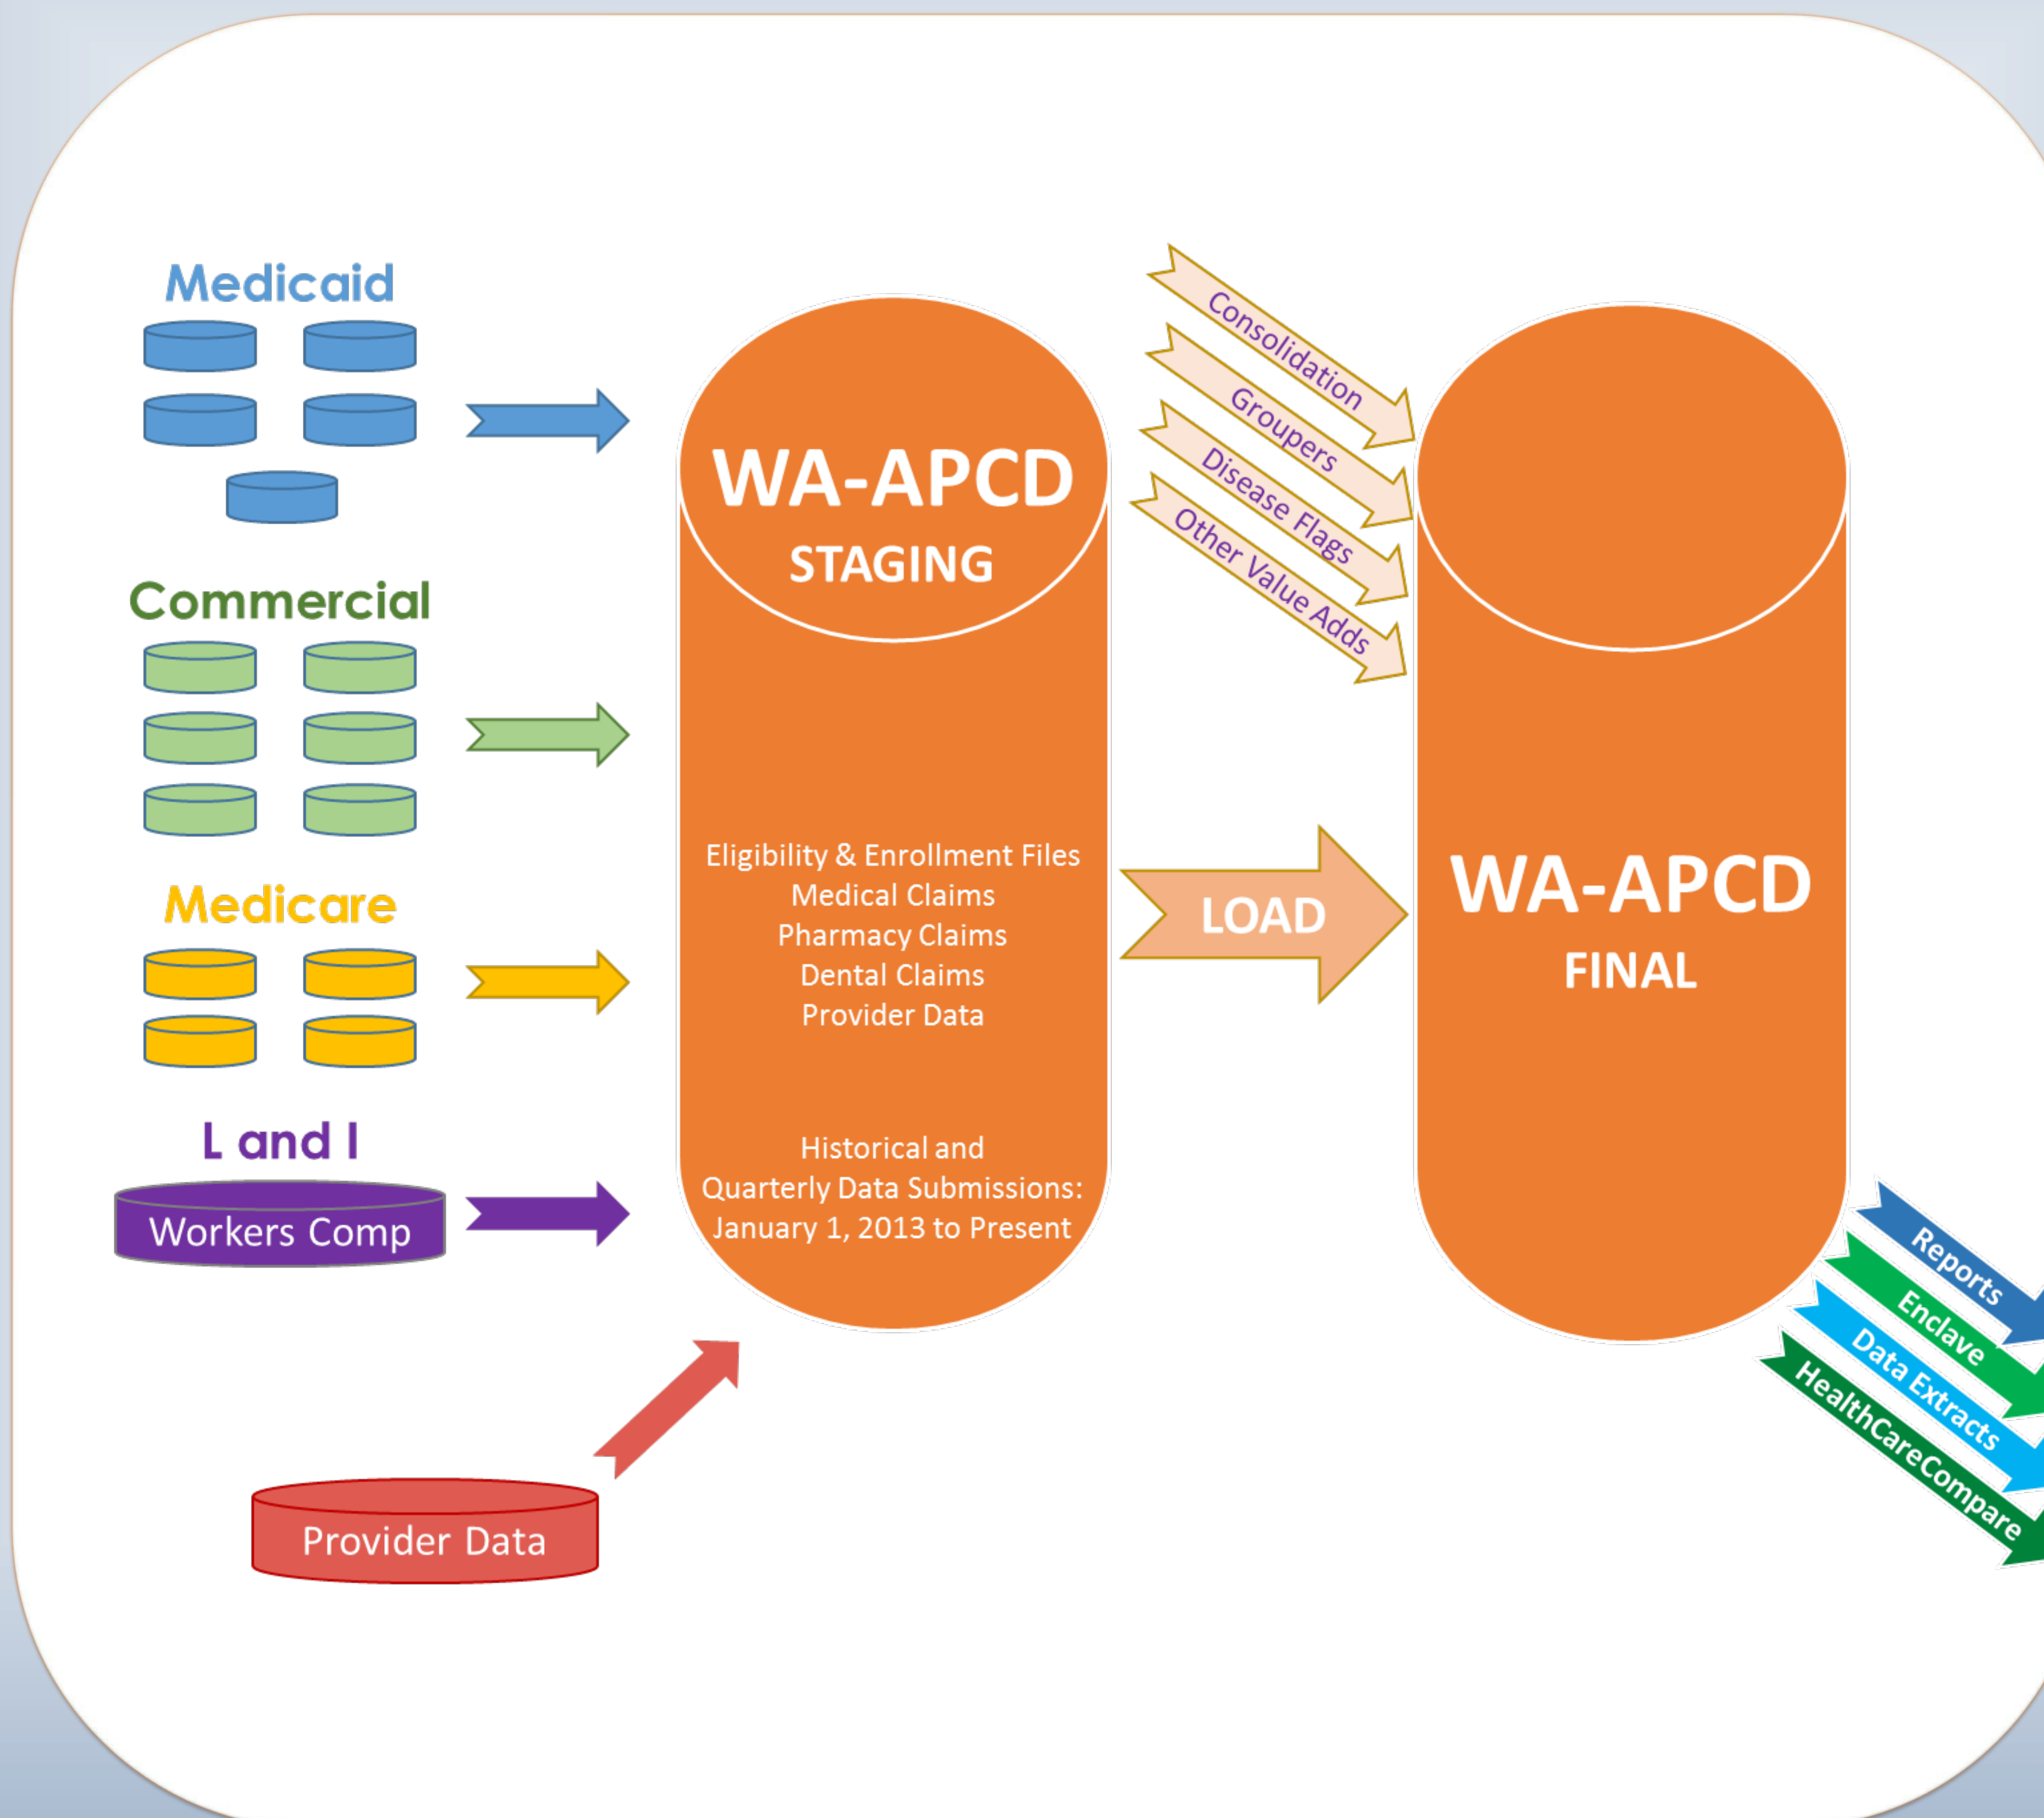 Medicaid
Commercial
Medicare
L and I
Workers Comp
Provider Data
WA-APCD
STAGING
Eligibility & Enrollment Files
Medical Claims
Pharmacy Claims
Dental Claims
Provider Data
Historical and
Quarterly Data Submissions:
January 1, 2013 to Present
Consolidation
Groupers
Disease Flags
Other Value Adds
LOAD
WA-APCD
FINAL
Reports
Enclave
Data Extracts
HealthCareCompare